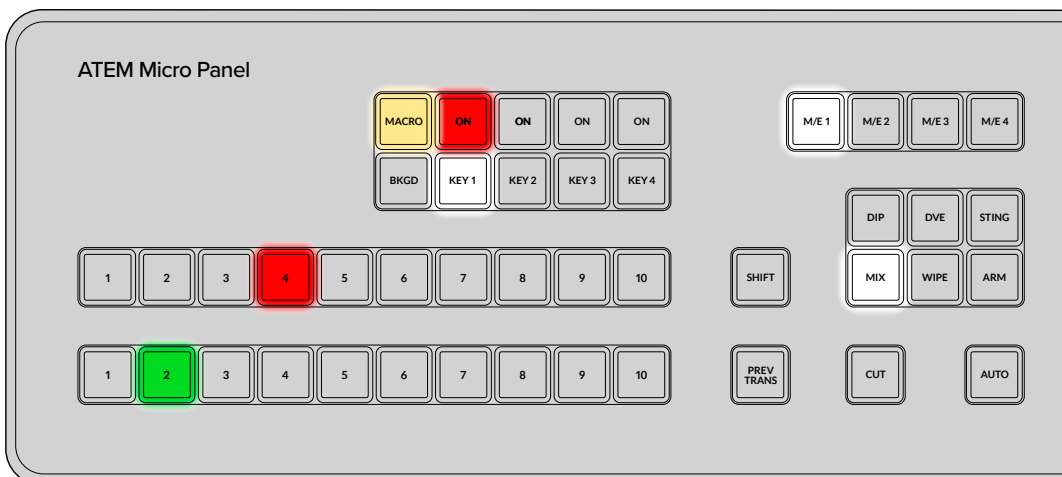 ATEM Micro Panel
MACRO ON ON ON ON
BKGD KEY 1 KEY 2 KEY 3 KEY 4
M/E 1 M/E 2 M/E 3 M/E 4
DIP DVE STING
1 2 3 4 5 6 7 8 9 10
SHIFT
MIX WIPE ARM
1 2 3 4 5 6 7 8 9 10
PREV
TRANS
CUT
AUTO